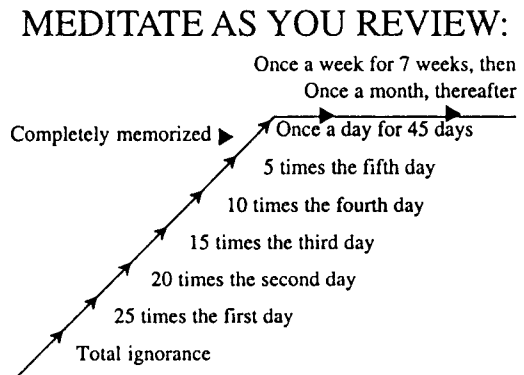 MEDITATE AS YOU REVIEW:
Once a week for 7 weeks, then
Once a month, thereafter
Completely memorized
Once a day for 45 days
5 times the fifth day
10 times the fourth day
15 times the third day
20 times the second day
25 times the first day
Total ignorance